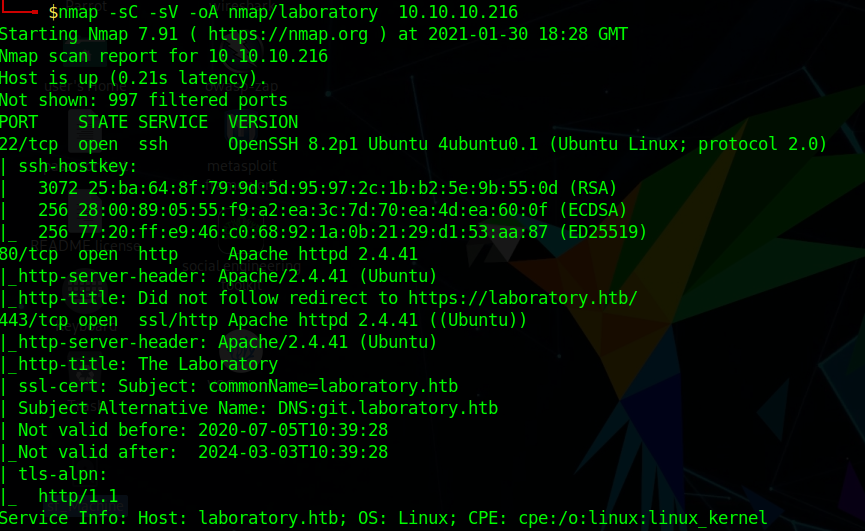 $nmap -sC -sV -oA nmap/laboratory  10.10.10.216
Starting Nmap 7.91 ( https://nmap.org ) at 2021-01-30 18:28 GMT
Nmap scan report for 10.10.10.216
Host is up (0.21s latency).
Not shown: 997 filtered ports
PORT    STATE SERVICE  VERSION
22/tcp  open  ssh      OpenSSH 8.2p1 Ubuntu 4ubuntu0.1 (Ubuntu Linux; protocol 2.0)
| ssh-hostkey:
|   3072 25:ba:64:8f:79:9d:5d:95:97:2c:1b:b2:5e:9b:55:0d (RSA)
|   256 28:00:89:05:55:f9:a2:ea:3c:7d:70:ea:4d:ea:60:0f (ECDSA)
|_  256 77:20:ff:e9:46:c0:68:92:1a:0b:21:29:d1:53:aa:87 (ED25519)
80/tcp  open  http     Apache httpd 2.4.41
|_http-server-header: Apache/2.4.41 (Ubuntu)
|_http-title: Did not follow redirect to https://laboratory.htb/
443/tcp open  ssl/http Apache httpd 2.4.41 ((Ubuntu))
|_http-server-header: Apache/2.4.41 (Ubuntu)
|_http-title: The Laboratory
| ssl-cert: Subject: commonName=laboratory.htb
| Subject Alternative Name: DNS:git.laboratory.htb
| Not valid before: 2020-07-05T10:39:28
|_Not valid after:  2024-03-03T10:39:28
| tls-alpn:
|_  http/1.1
Service Info: Host: laboratory.htb; OS: Linux; CPE: cpe:/o:linux:linux_kernel